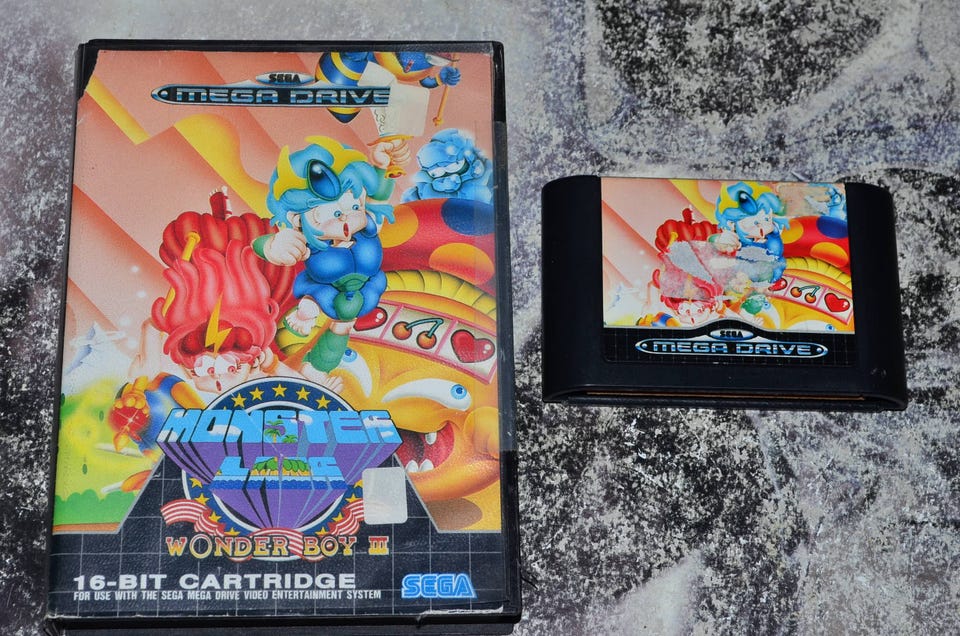 SEGA
MEGA DRIVE
MONSTER
LAIR
WONDER BOY III
16-BIT CARTRIDGE
FOR USE WITH THE SEGA MEGA DRIVE VIDEO ENTERTAINMENT SYSTEM
SEGA
SEGA
MEGA DRIVE